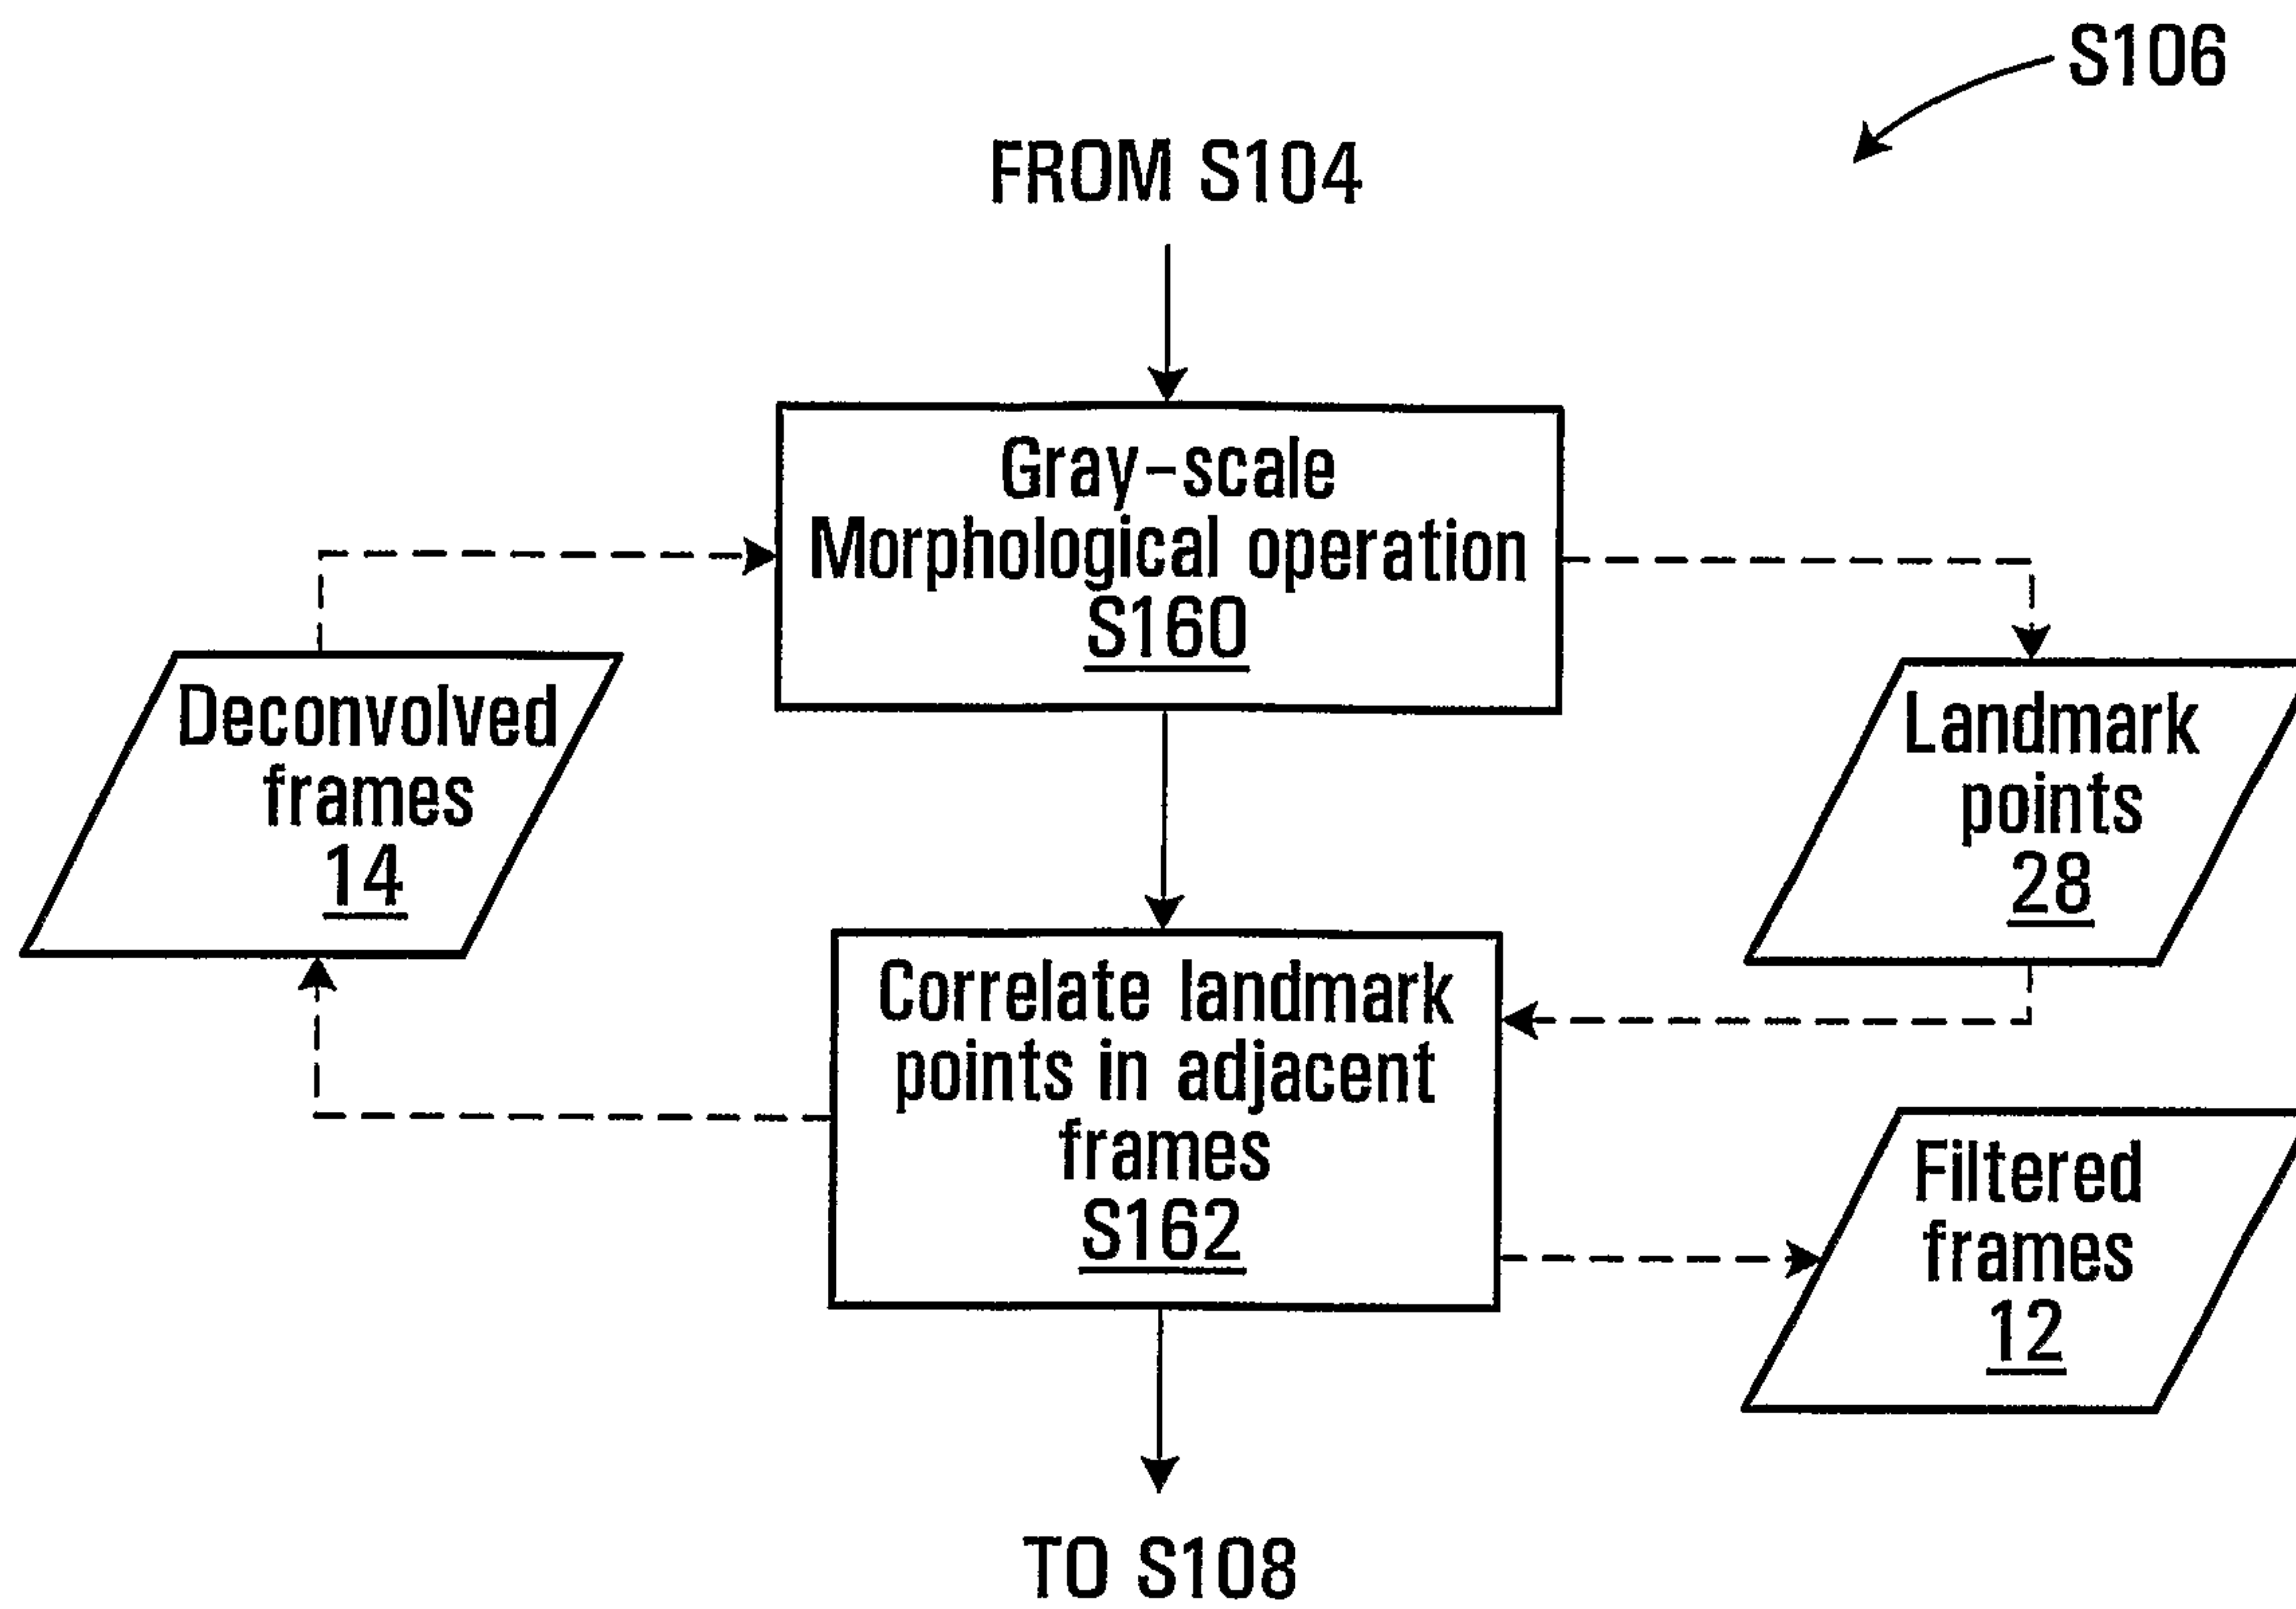 S106
FROM S104
Gray-scale
Morphological operation
S160
Deconvolved
frames
14
Landmark
points
28
Correlate landmark
points in adjacent
frames
S162
Filtered
frames
12
TO S108